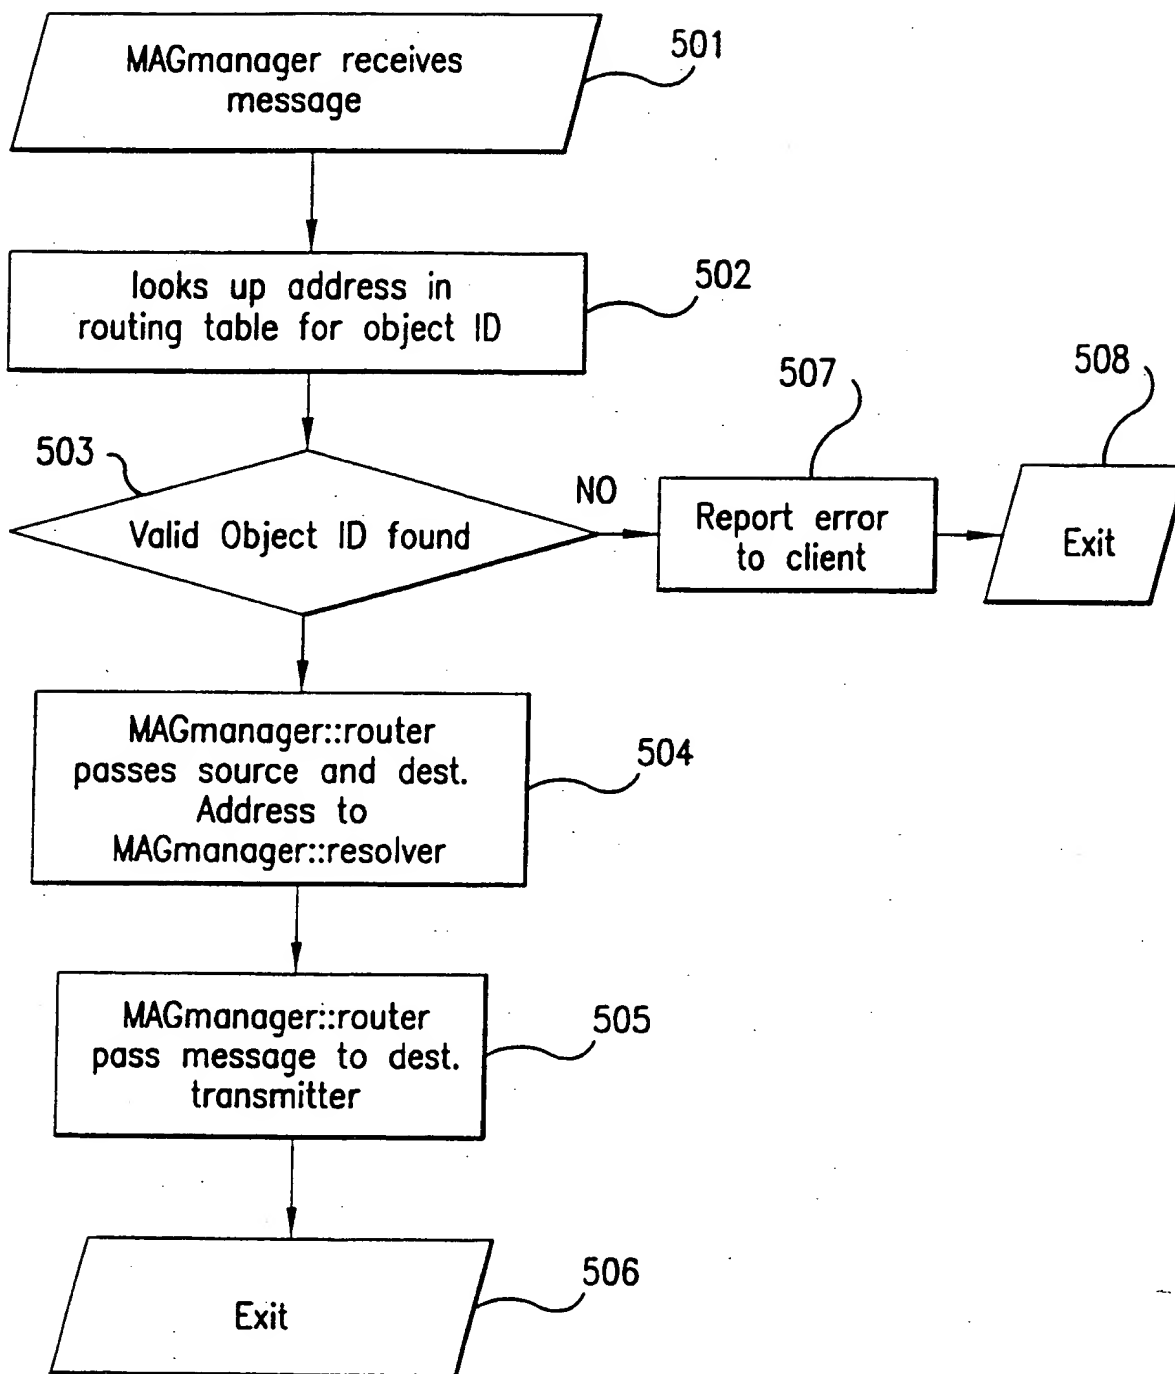 MAGmanager receives
message
501
looks up address in
routing table for object ID
502
503
Valid Object ID found
NO
507
Report error
to client
508
Exit
MAGmanager::router
passes source and dest.
Address to
MAGmanager::resolver
504
MAGmanager::router
pass message to dest.
transmitter
505
Exit
506